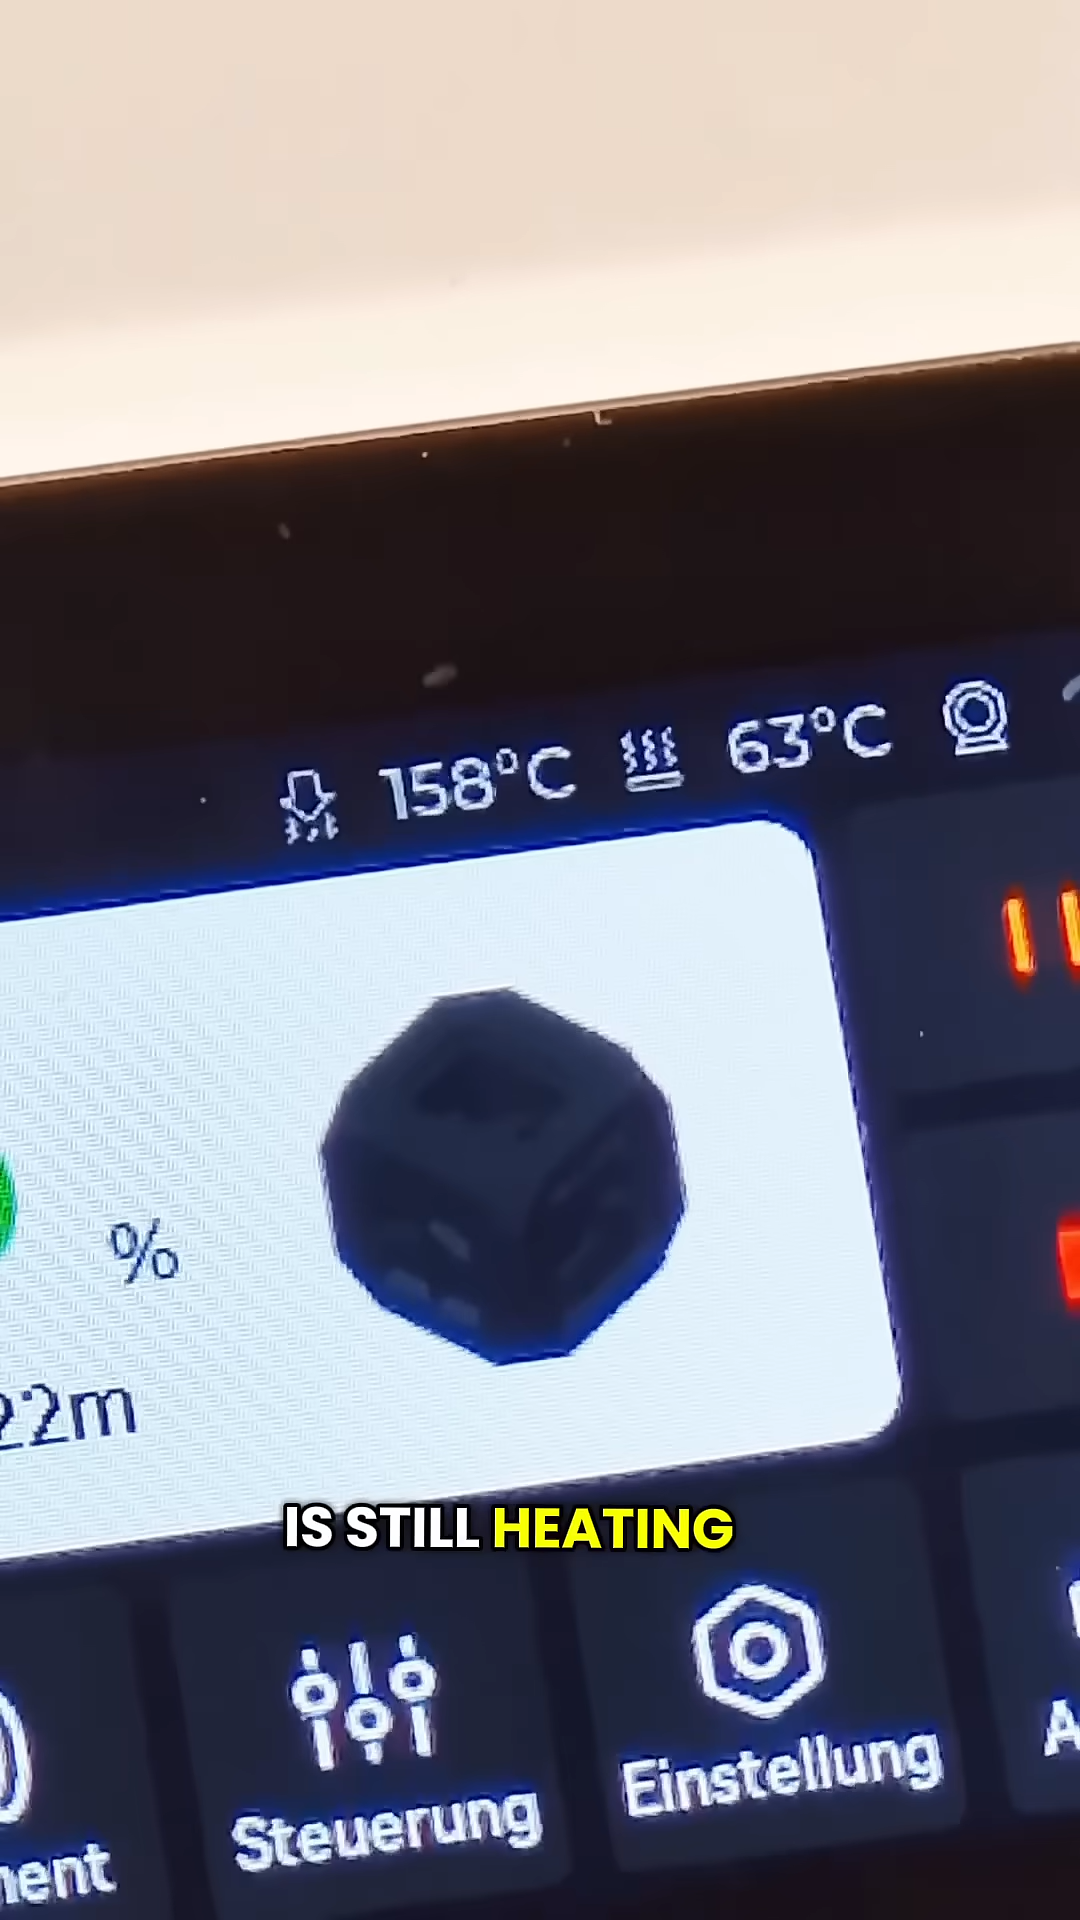 158°C 63°C
%
22m
IS STILL HEATING
Steuerung
Einstellung